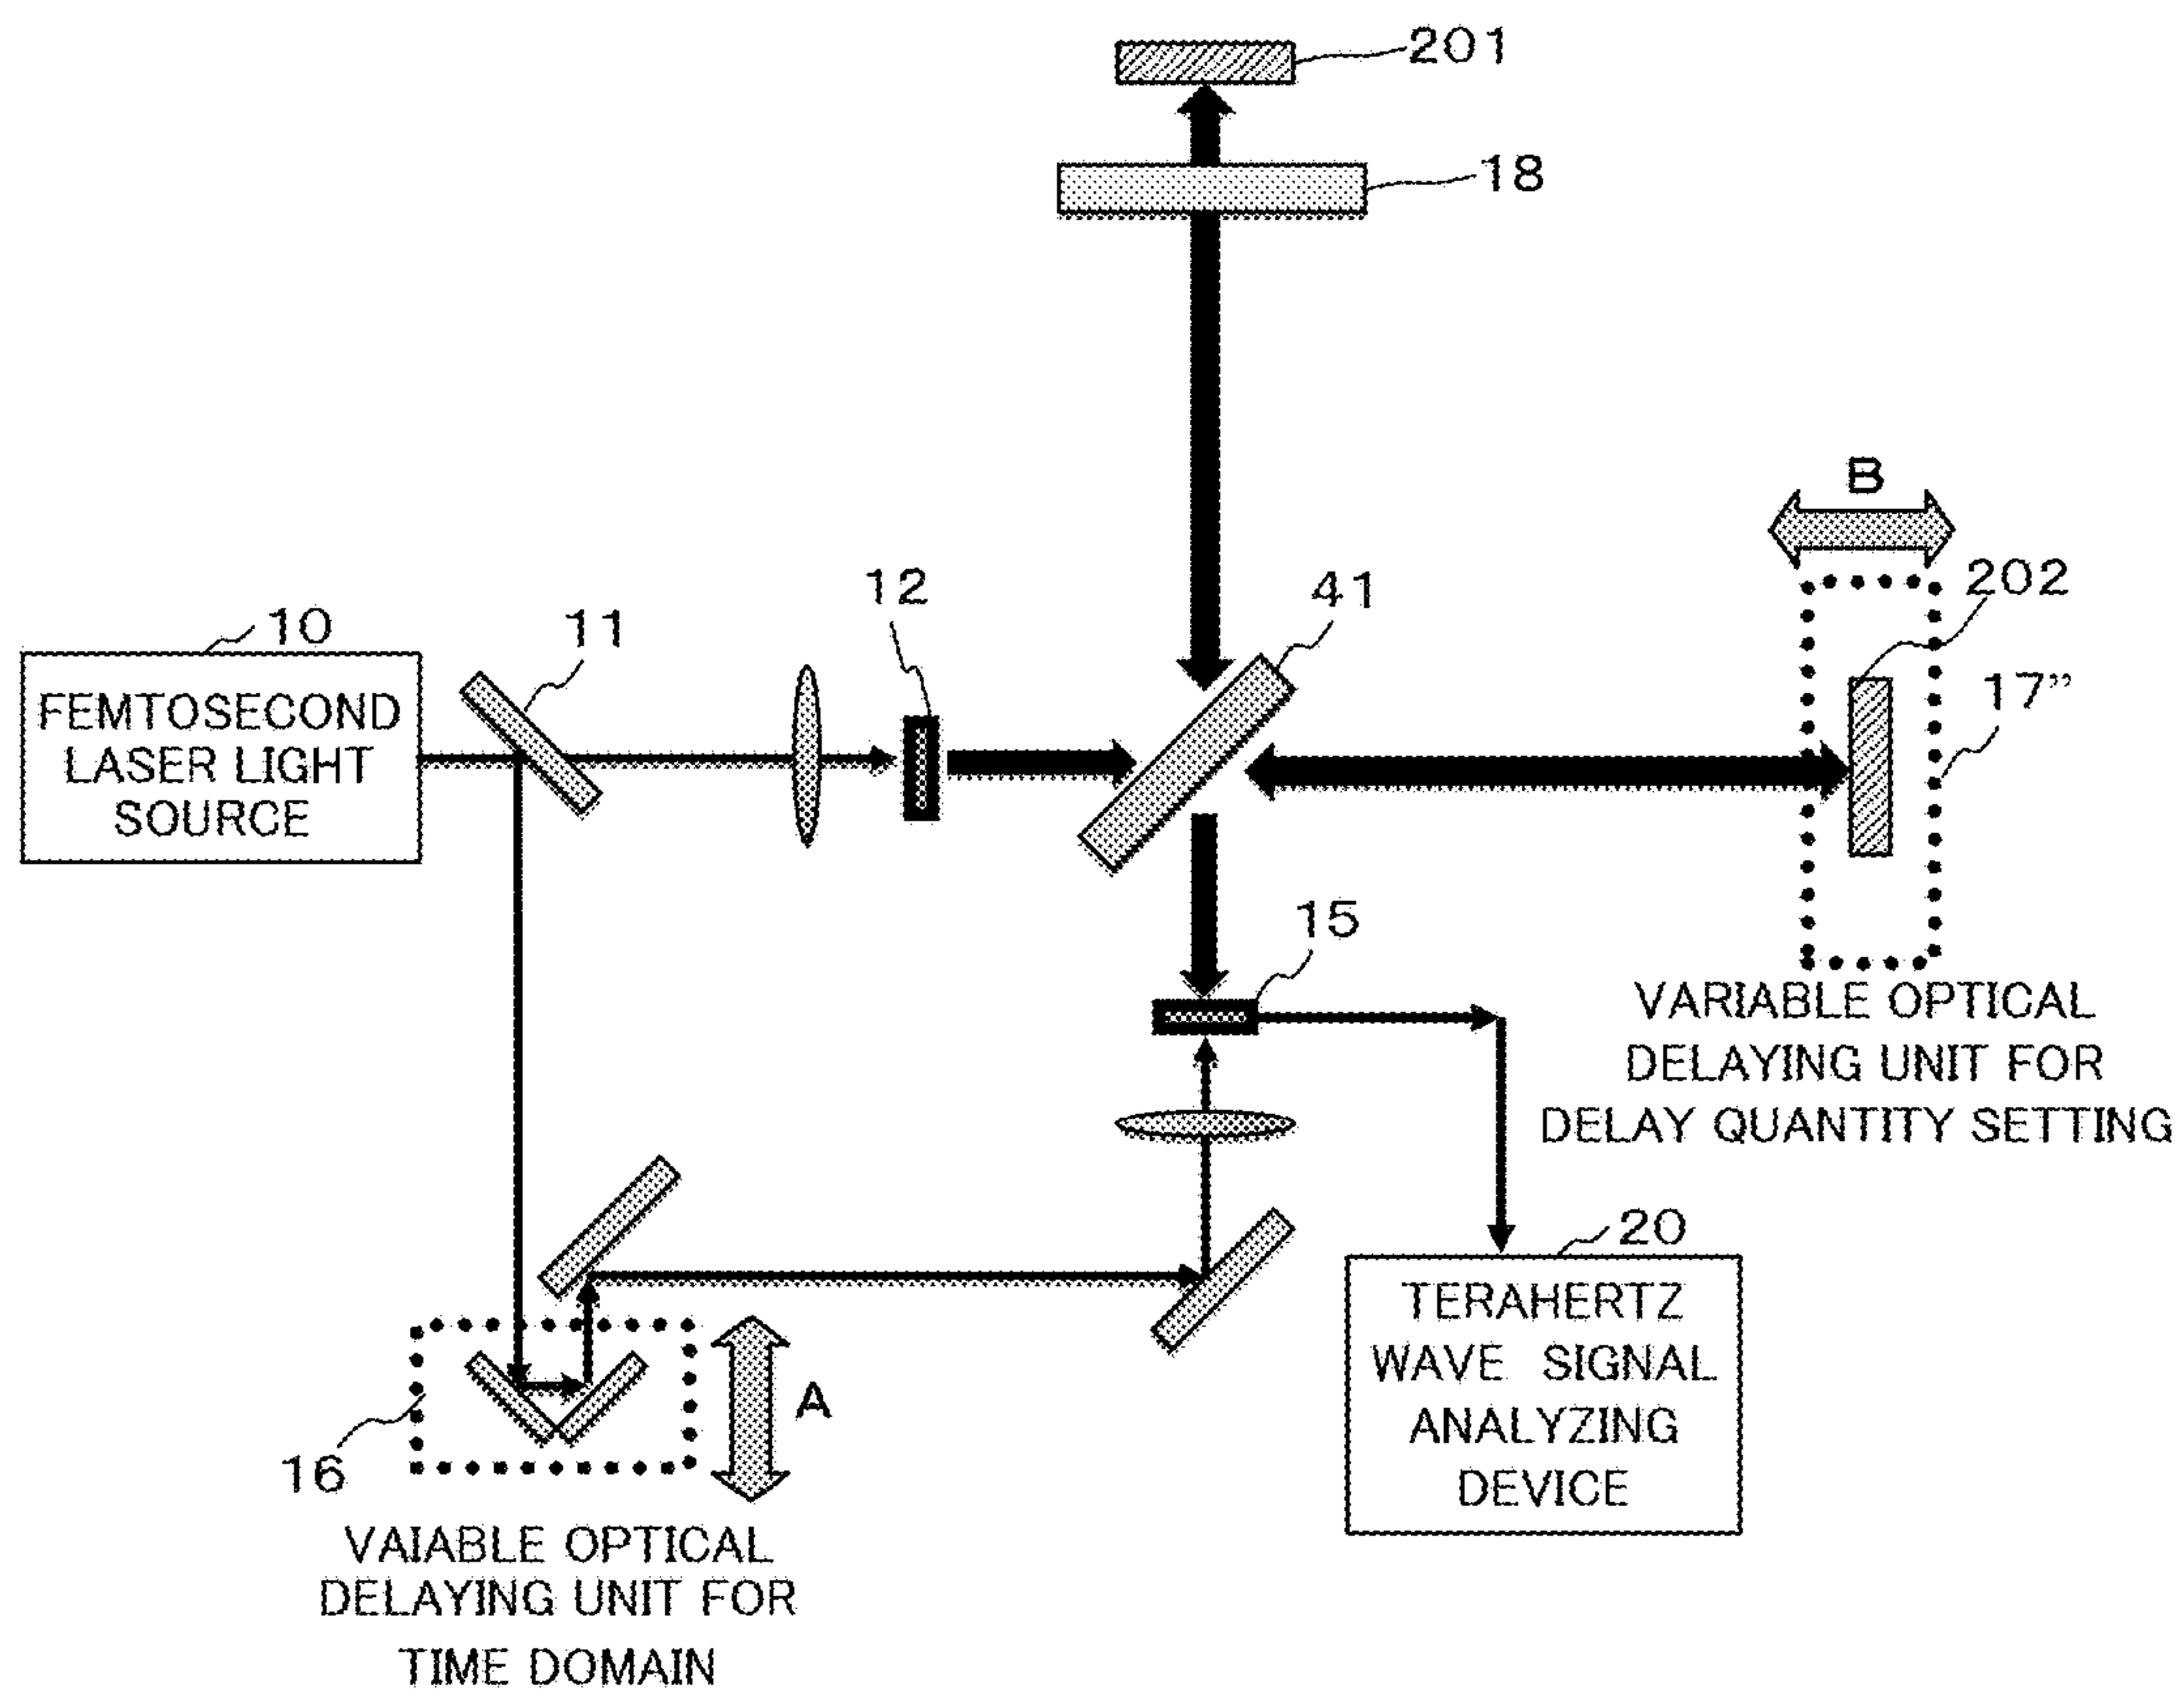 201
18
B
202
12
41
10
11
17”
FEMTOSECOND
LASER LIGHT
SOURCE
15
VARIABLE OPTICAL
DELAYING UNIT FOR
DELAY QUANTITY SETTING
20
TERAHERTZ
WAVE SIGNAL
ANALYZING
DEVICE
A
16
VAIABLE OPTICAL
DELAYING UNIT FOR
TIME DOMAIN